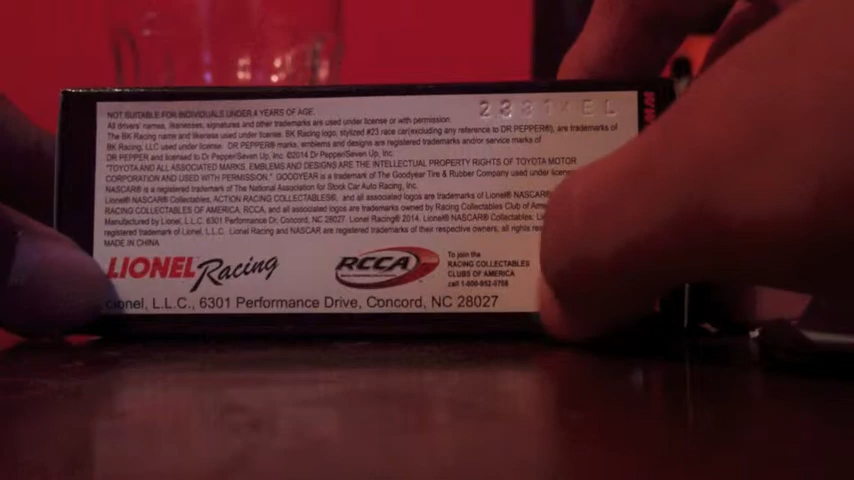 NOT SUITABLE FOR INDIVIDUALS UNDER 4 YEARS OF AGE.
All drivers' names, likenesses, signatures and other trademarks are used under license or with permission.
The BK Racing name and likeness used under license. BK Racing logo, stylized #23 race car(excluding any reference to DR PEPPER®), are trademarks of
BK Racing, LLC used under license. DR PEPPER® marks, emblems and designs are registered trademarks and/or service marks of
DR PEPPER and licensed to Dr Pepper/Seven Up, Inc. ©2014 Dr Pepper/Seven Up, Inc.
"TOYOTA AND ALL ASSOCIATED MARKS, EMBLEMS AND DESIGNS ARE THE INTELLECTUAL PROPERTY RIGHTS OF TOYOTA MOTOR
CORPORATION AND USED WITH PERMISSION." GOODYEAR is a trademark of The Goodyear Tire & Rubber Company used under
NASCAR® is a registered trademark of The National Association for Stock Car Auto Racing, Inc.
Lionel® NASCAR® Collectables, ACTION RACING COLLECTABLES®, and all associated logos are trademarks of Lionel® NASCAR®
RACING COLLECTABLES OF AMERICA, RCCA, and all associated logos are trademarks owned by Racing Collectables Club of
Manufactured by Lionel, L.L.C. 6301 Performance Dr, Concord, NC 28027. Lionel Racing® 2014. Lionel® NASCAR® Collectables
registered trademark of Lionel, L.L.C. Lionel Racing and NASCAR are registered trademarks of their respective owners, all rights
MADE IN CHINA
LIONEL Racing
RCCA
To join the
RACING COLLECTABLES
CLUBS OF AMERICA
call
Lionel, L.L.C., 6301 Performance Drive, Concord, NC 28027